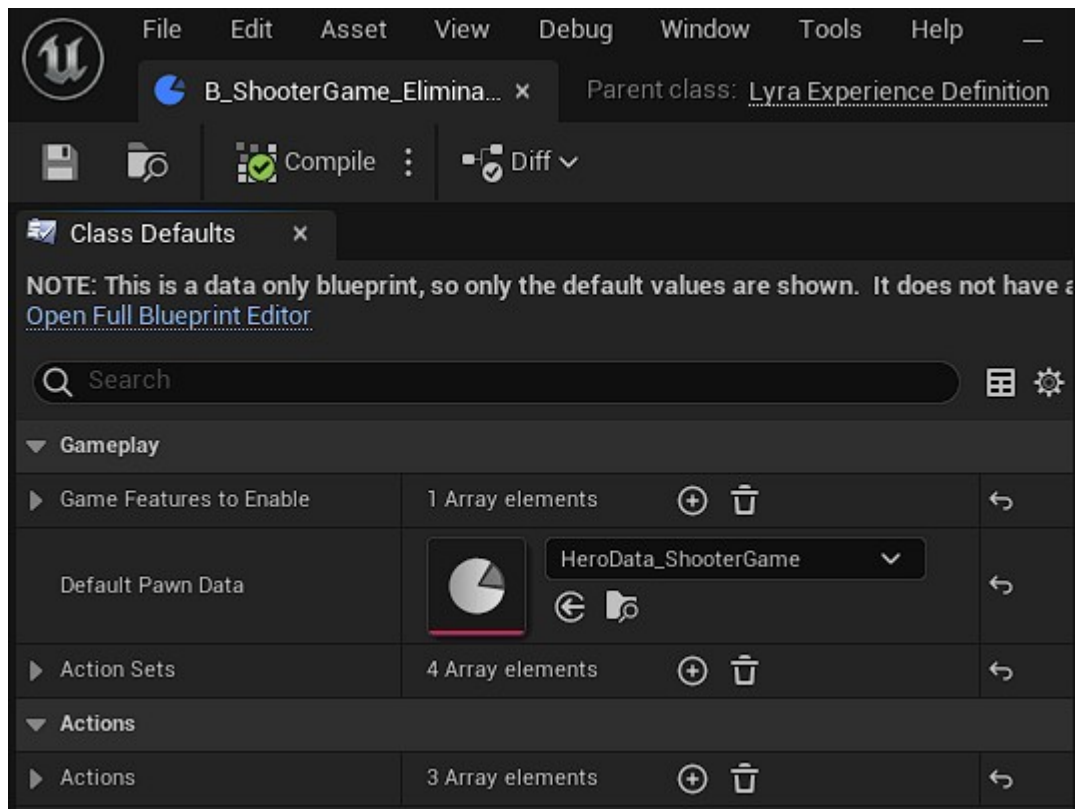 File Edit Asset View Debug Window Tools Help
B_ShooterGame_Elimina... Parent class: Lyra Experience Definition
Compile Diff
Class Defaults
NOTE: This is a data only blueprint, so only the default values are shown. It does not have a
Open Full Blueprint Editor
Search
Gameplay
Game Features to Enable 1 Array elements
Default Pawn Data HeroData_ShooterGame
Action Sets 4 Array elements
Actions
Actions 3 Array elements